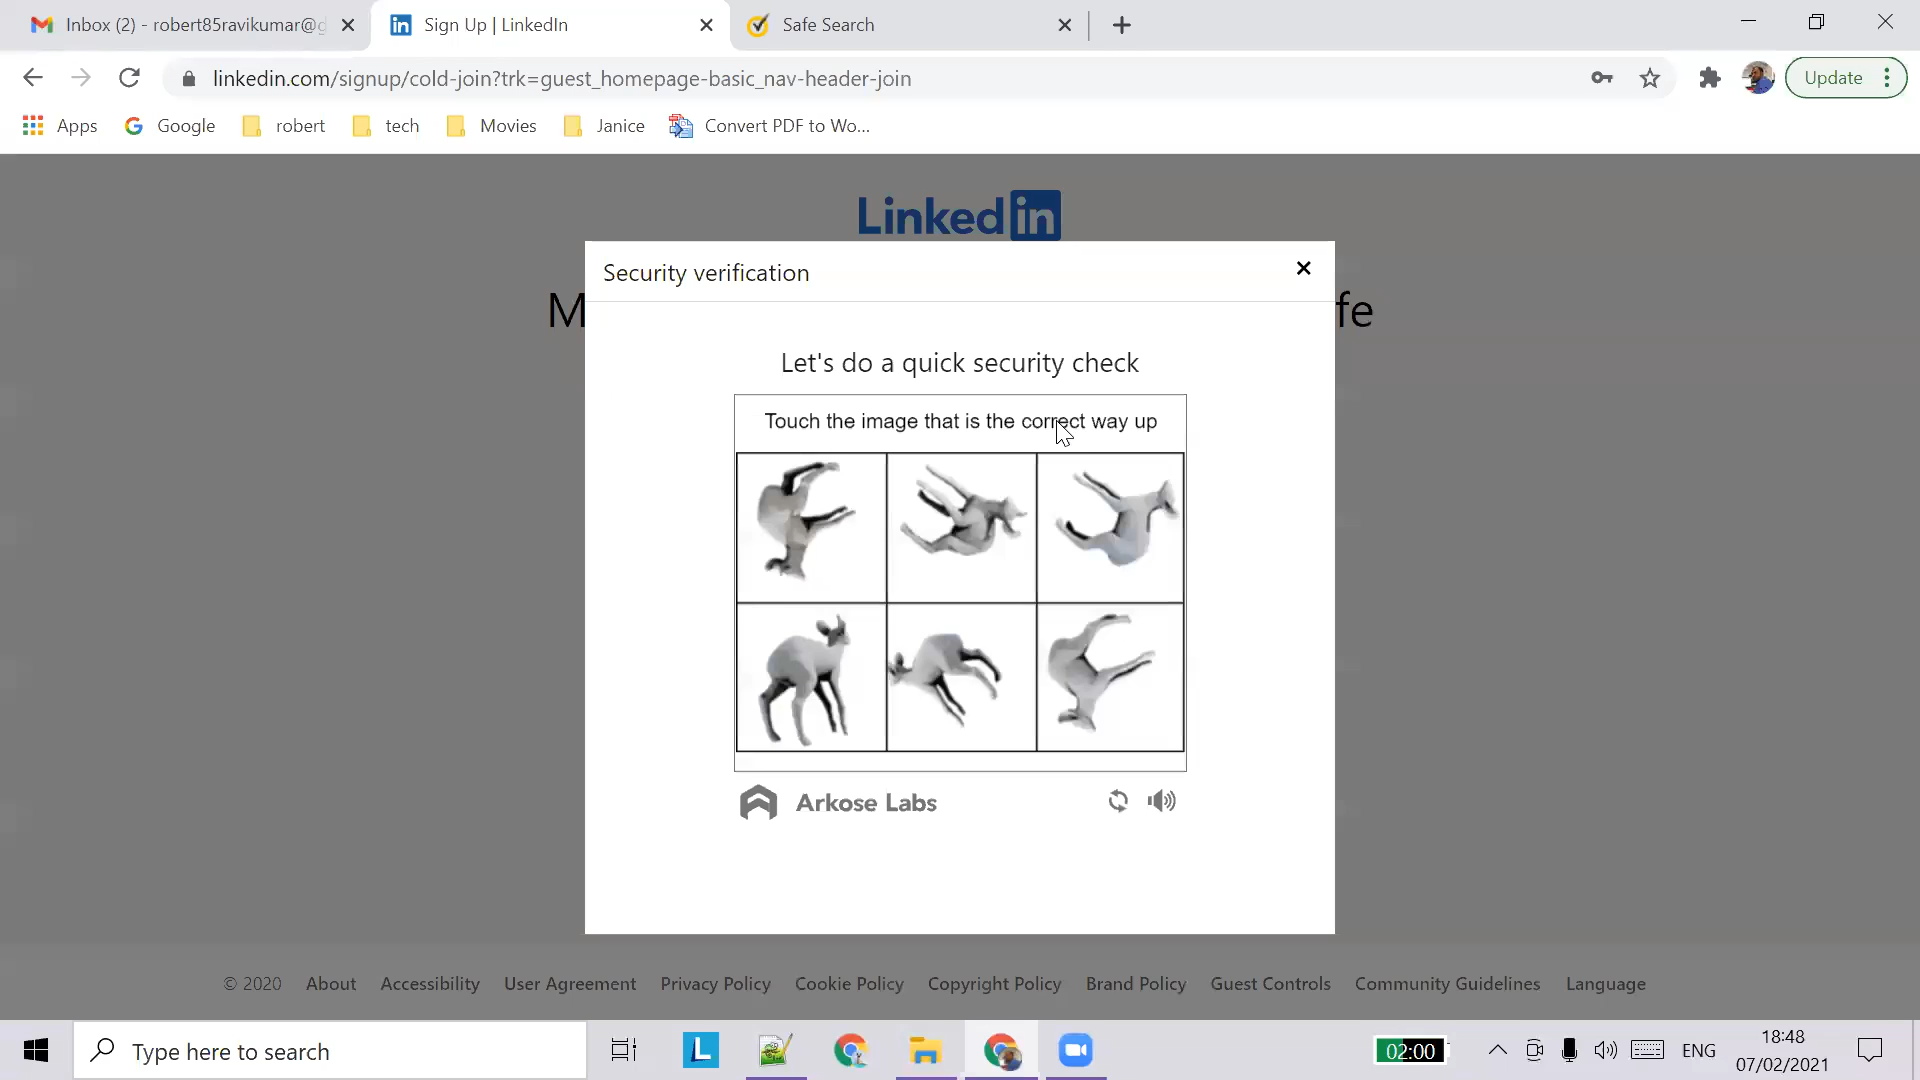 Inbox (2) - robert85ravikumar@g
Sign Up | LinkedIn
Safe Search
linkedin.com/signup/cold-join?trk=guest_homepage-basic_nav-header-join
Update
Apps
Google
robert
tech
Movies
Janice
Convert PDF to Wo...
Linkedin
M
fe
Security verification
Let's do a quick security check
Touch the image that is the correct way up
Arkose Labs
© 2020 About Accessibility User Agreement Privacy Policy Cookie Policy Copyright Policy Brand Policy Guest Controls Community Guidelines Language
Type here to search
L
02:00
ENG
18:48
07/02/2021